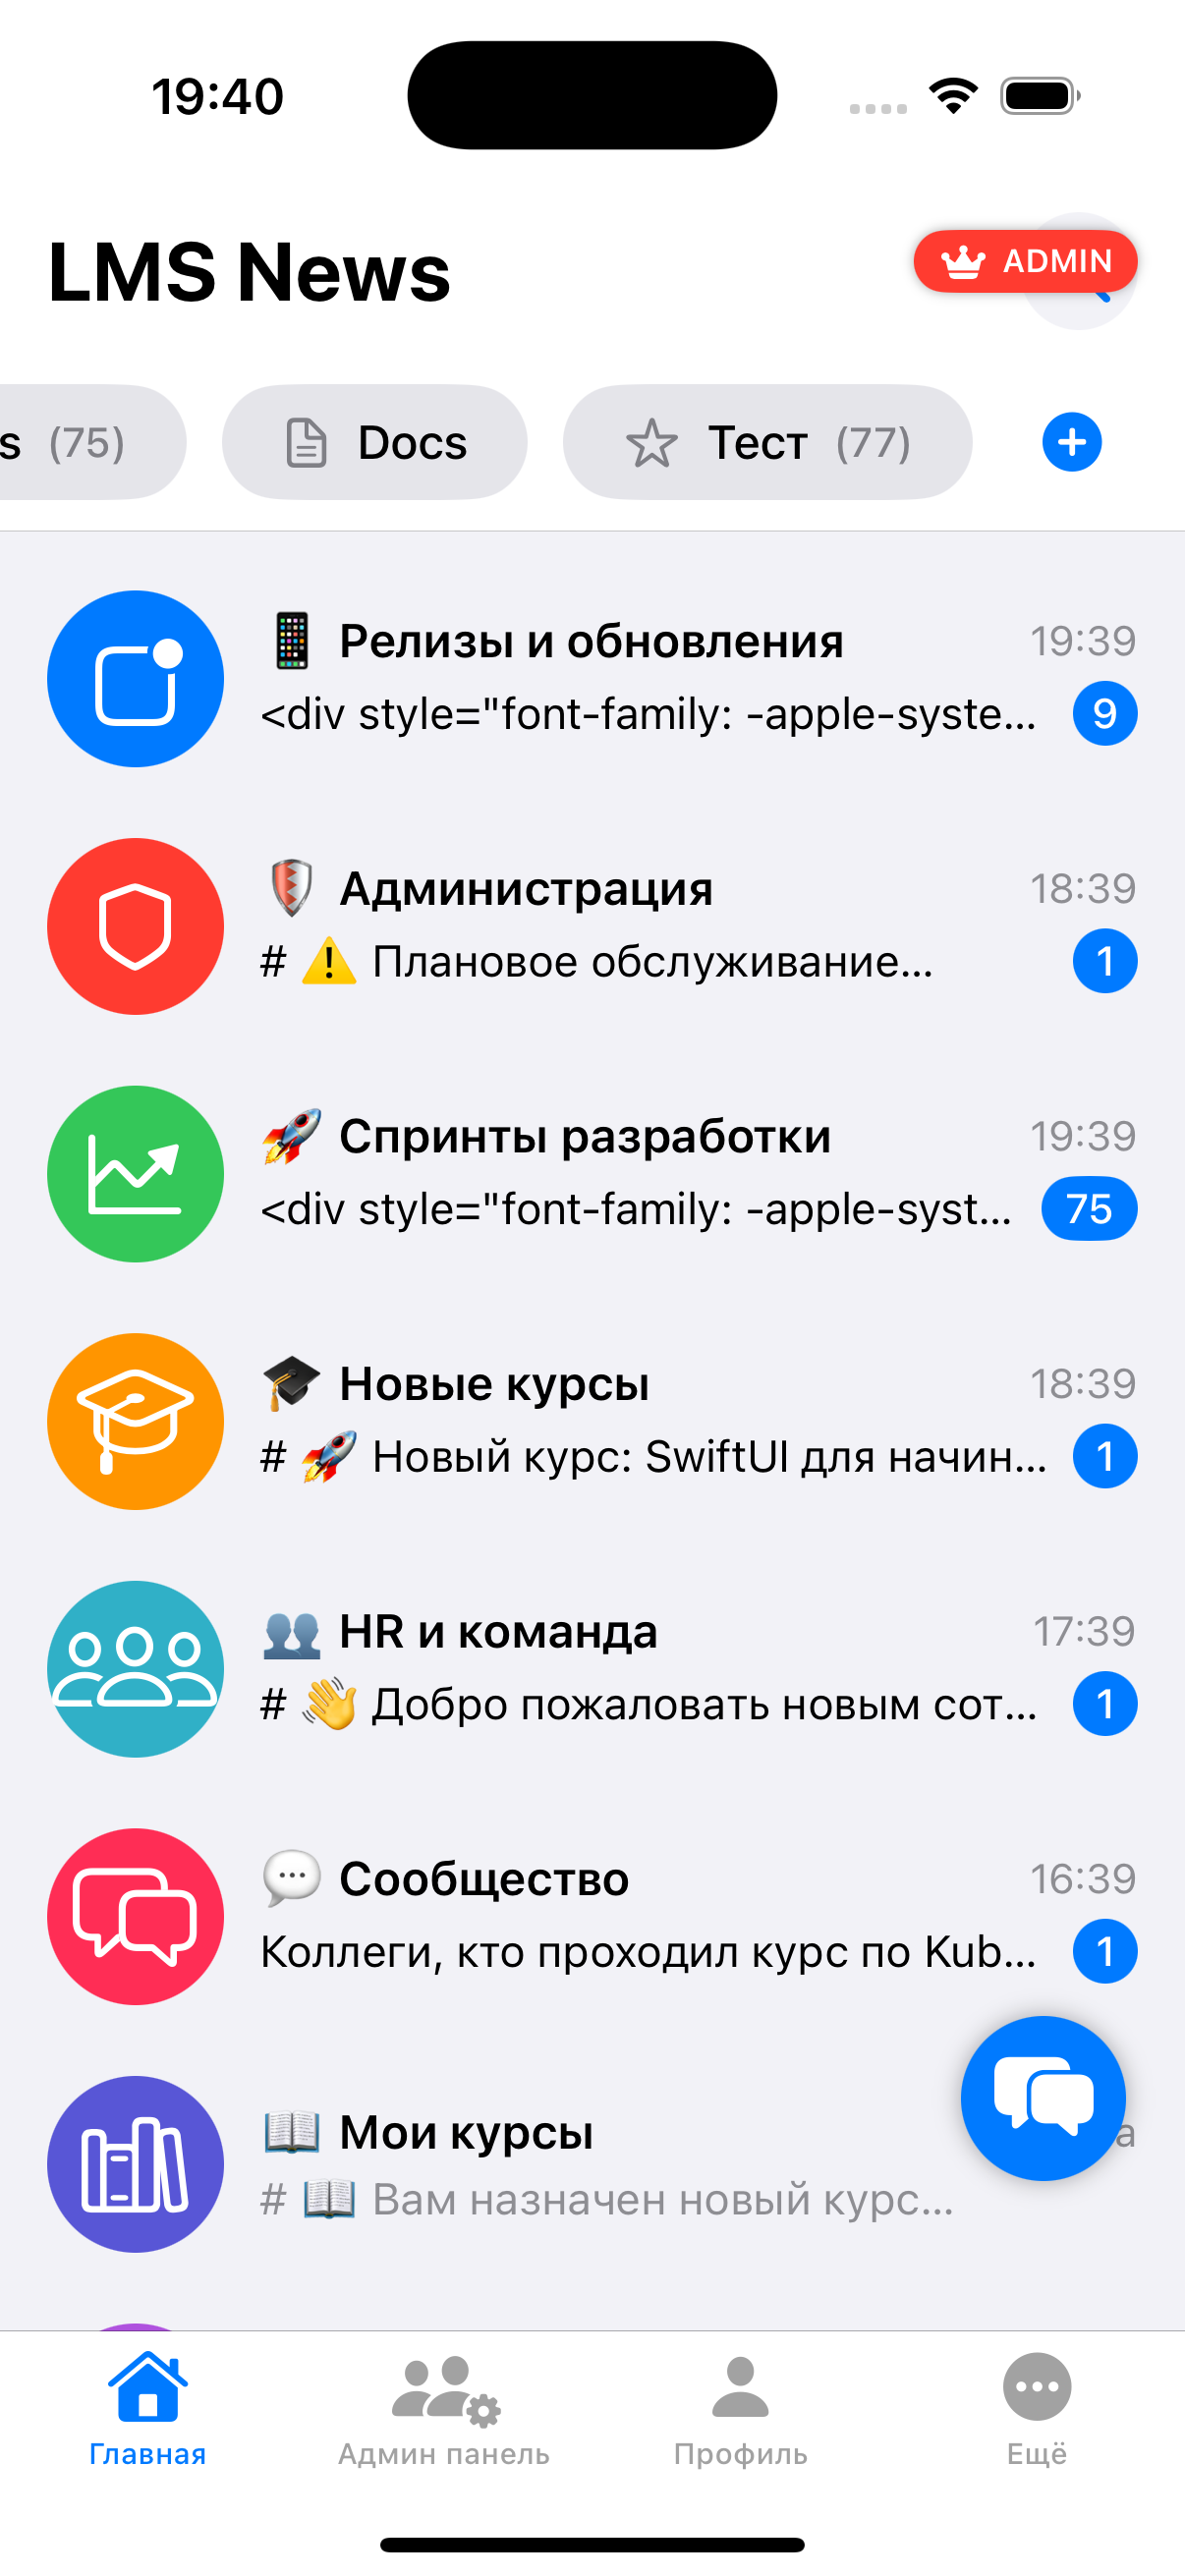 19:40
LMS News
ADMIN
s (75)
Docs
Тест (77)
📱 Релизы и обновления 19:39
<div style="font-family: -apple-syste... 9
🛡️ Администрация 18:39
# ⚠️ Плановое обслуживание... 1
🚀 Спринты разработки 19:39
<div style="font-family: -apple-syst... 75
🎓 Новые курсы 18:39
# 🚀 Новый курс: SwiftUI для начин... 1
👥 HR и команда 17:39
# 👋 Добро пожаловать новым сот... 1
💬 Сообщество 16:39
Коллеги, кто проходил курс по Kub... 1
📖 Мои курсы а
# 📖 Вам назначен новый курс...
Главная
Админ панель
Профиль
Ещё